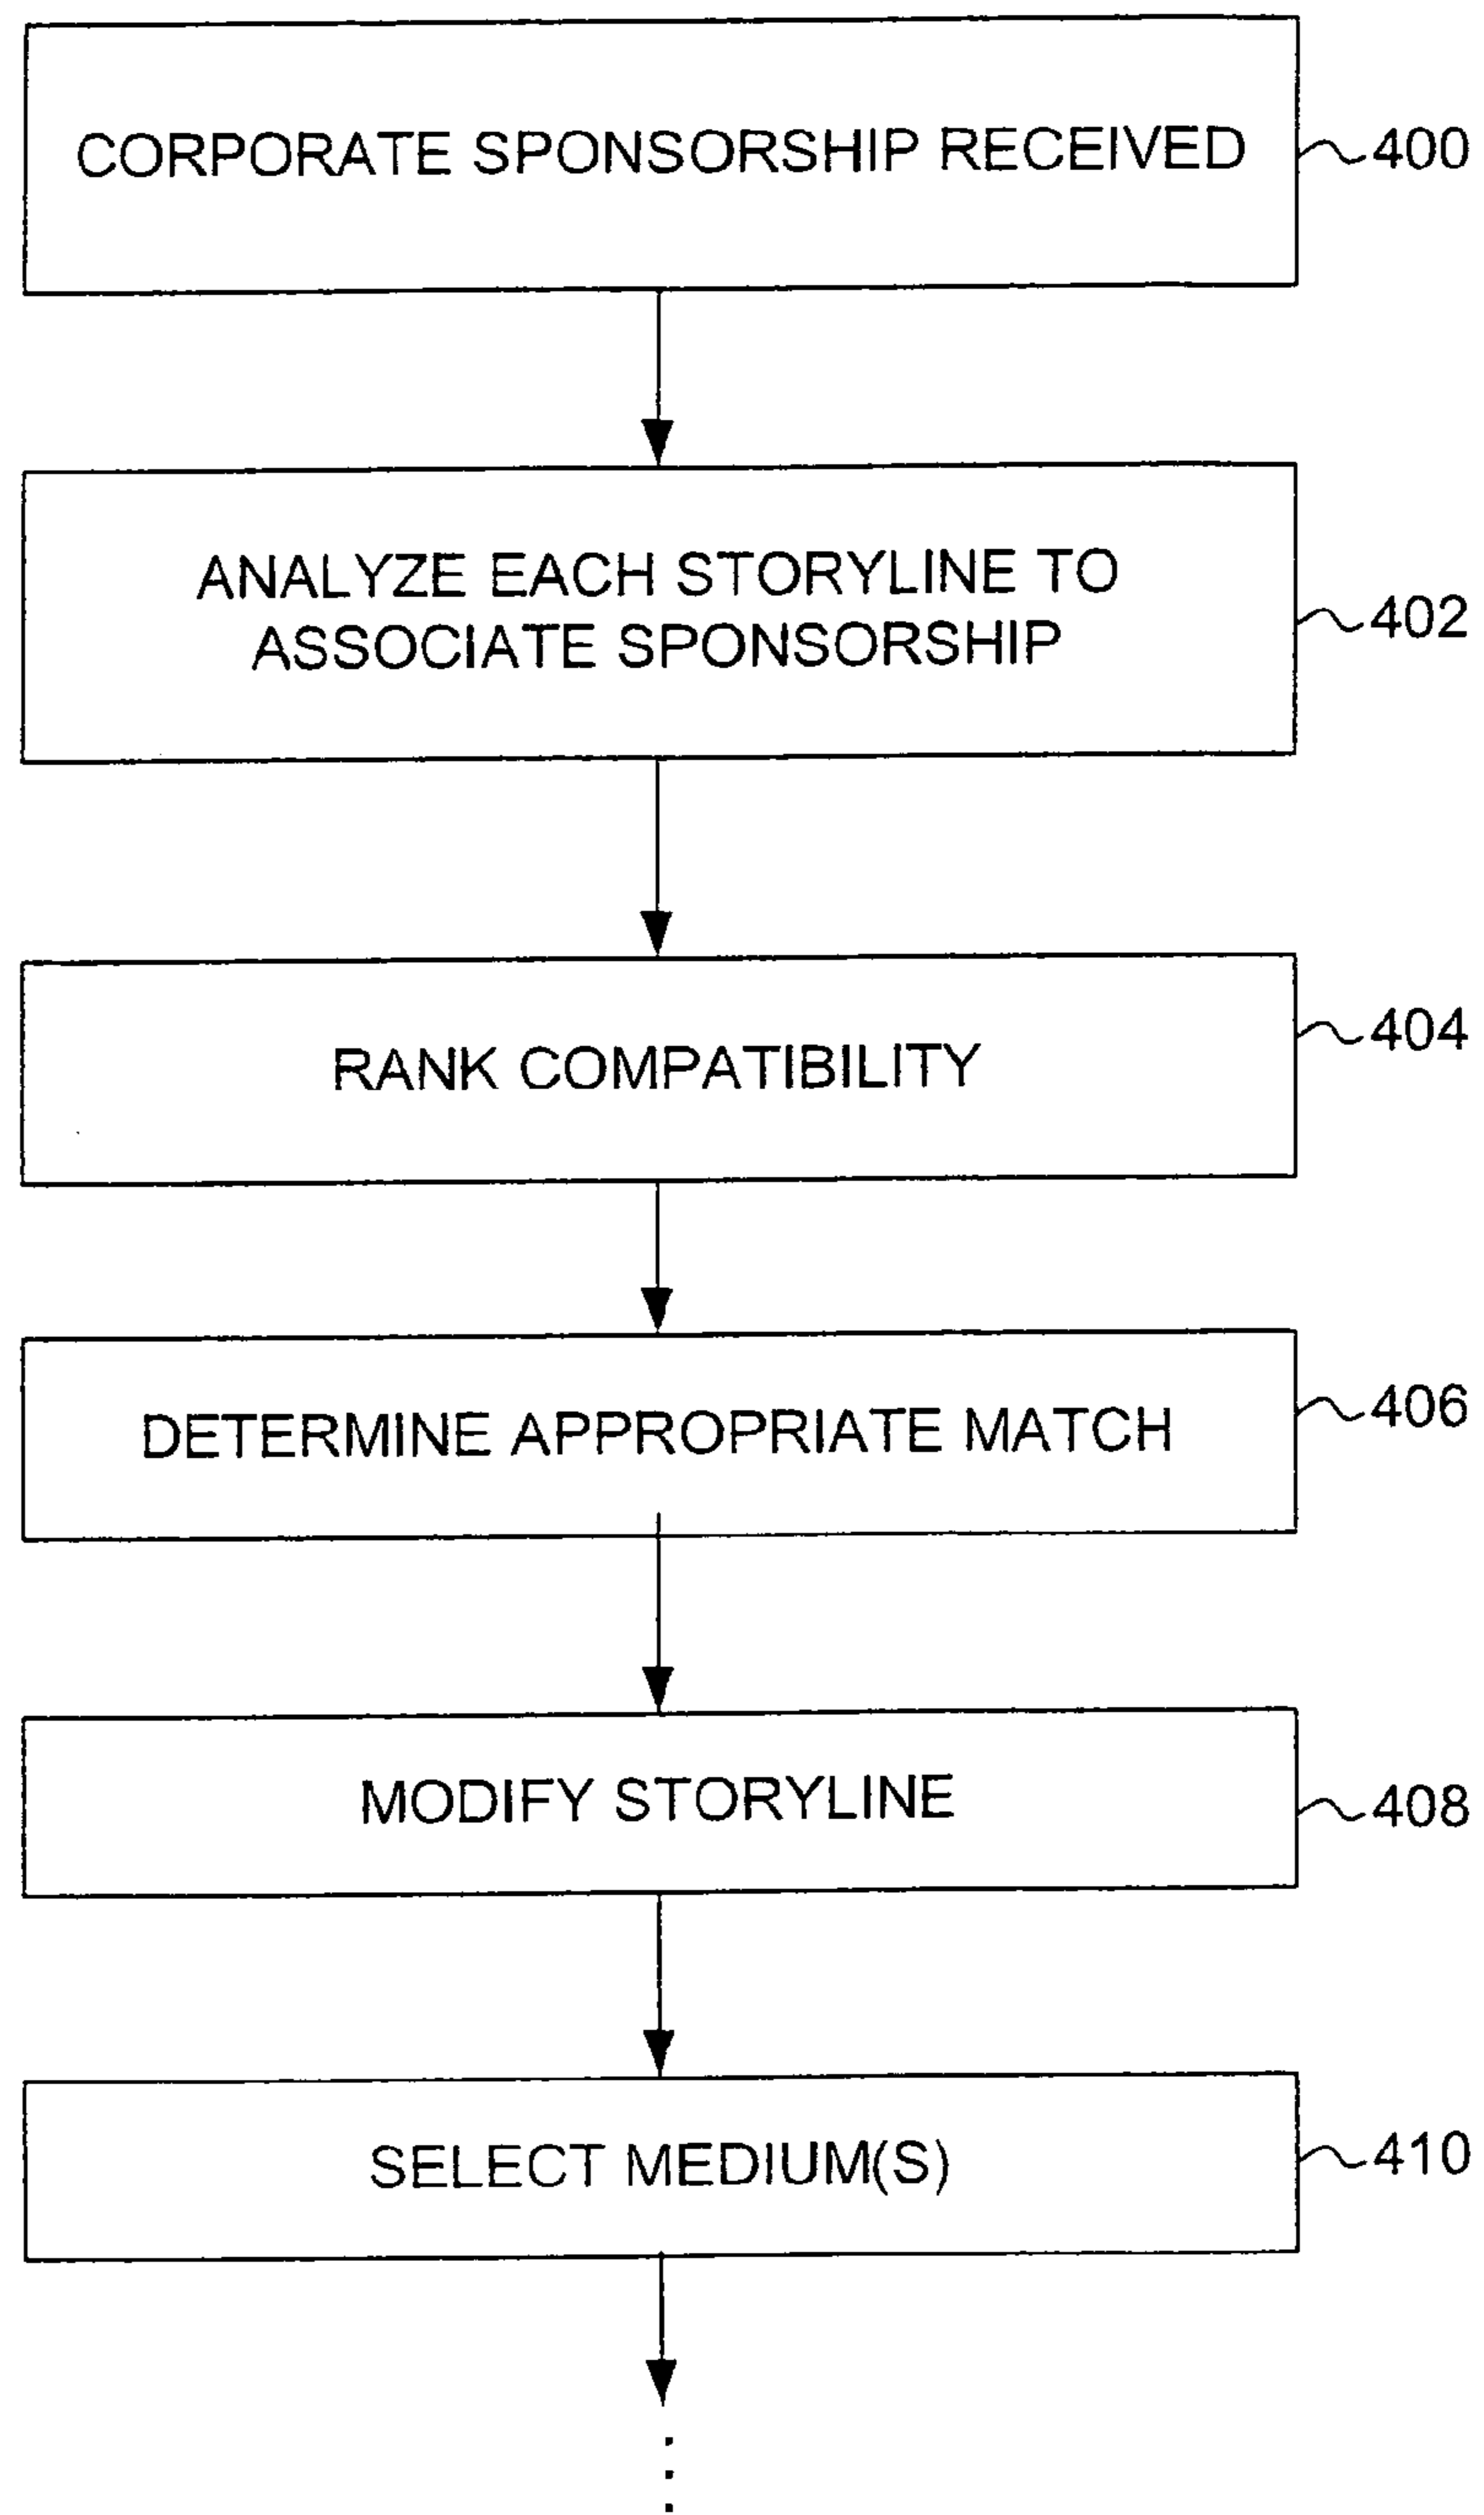 CORPORATE SPONSORSHIP RECEIVED
400
ANALYZE EACH STORYLINE TO
ASSOCIATE SPONSORSHIP
402
RANK COMPATIBILITY
404
DETERMINE APPROPRIATE MATCH
406
MODIFY STORYLINE
408
SELECT MEDIUM(S)
410